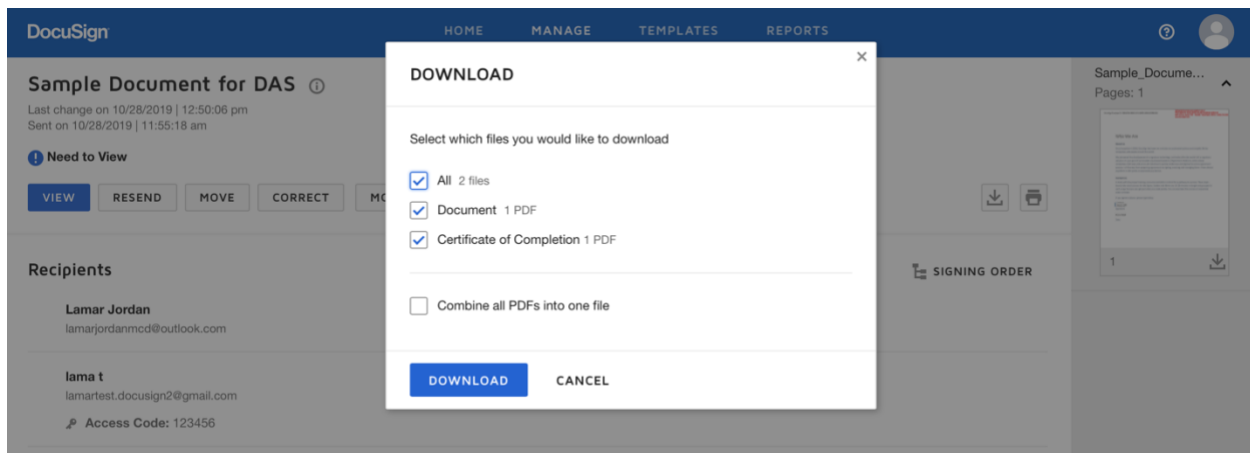 DocuSign
HOME MANAGE TEMPLATES REPORTS
Sample Document for DAS
Last change on 10/28/2019 | 12:50:06 pm
Sent on 10/28/2019 | 11:55:18 am
Need to View
VIEW RESEND MOVE CORRECT MO
Recipients
SIGNING ORDER
Lamar Jordan
lamarjordanmcd@outlook.com
lama t
lamartest.docusign2@gmail.com
Access Code: 123456
DOWNLOAD
Select which files you would like to download
All 2 files
Document 1 PDF
Certificate of Completion 1 PDF
Combine all PDFs into one file
DOWNLOAD CANCEL
Sample_Docume...
Pages: 1
1